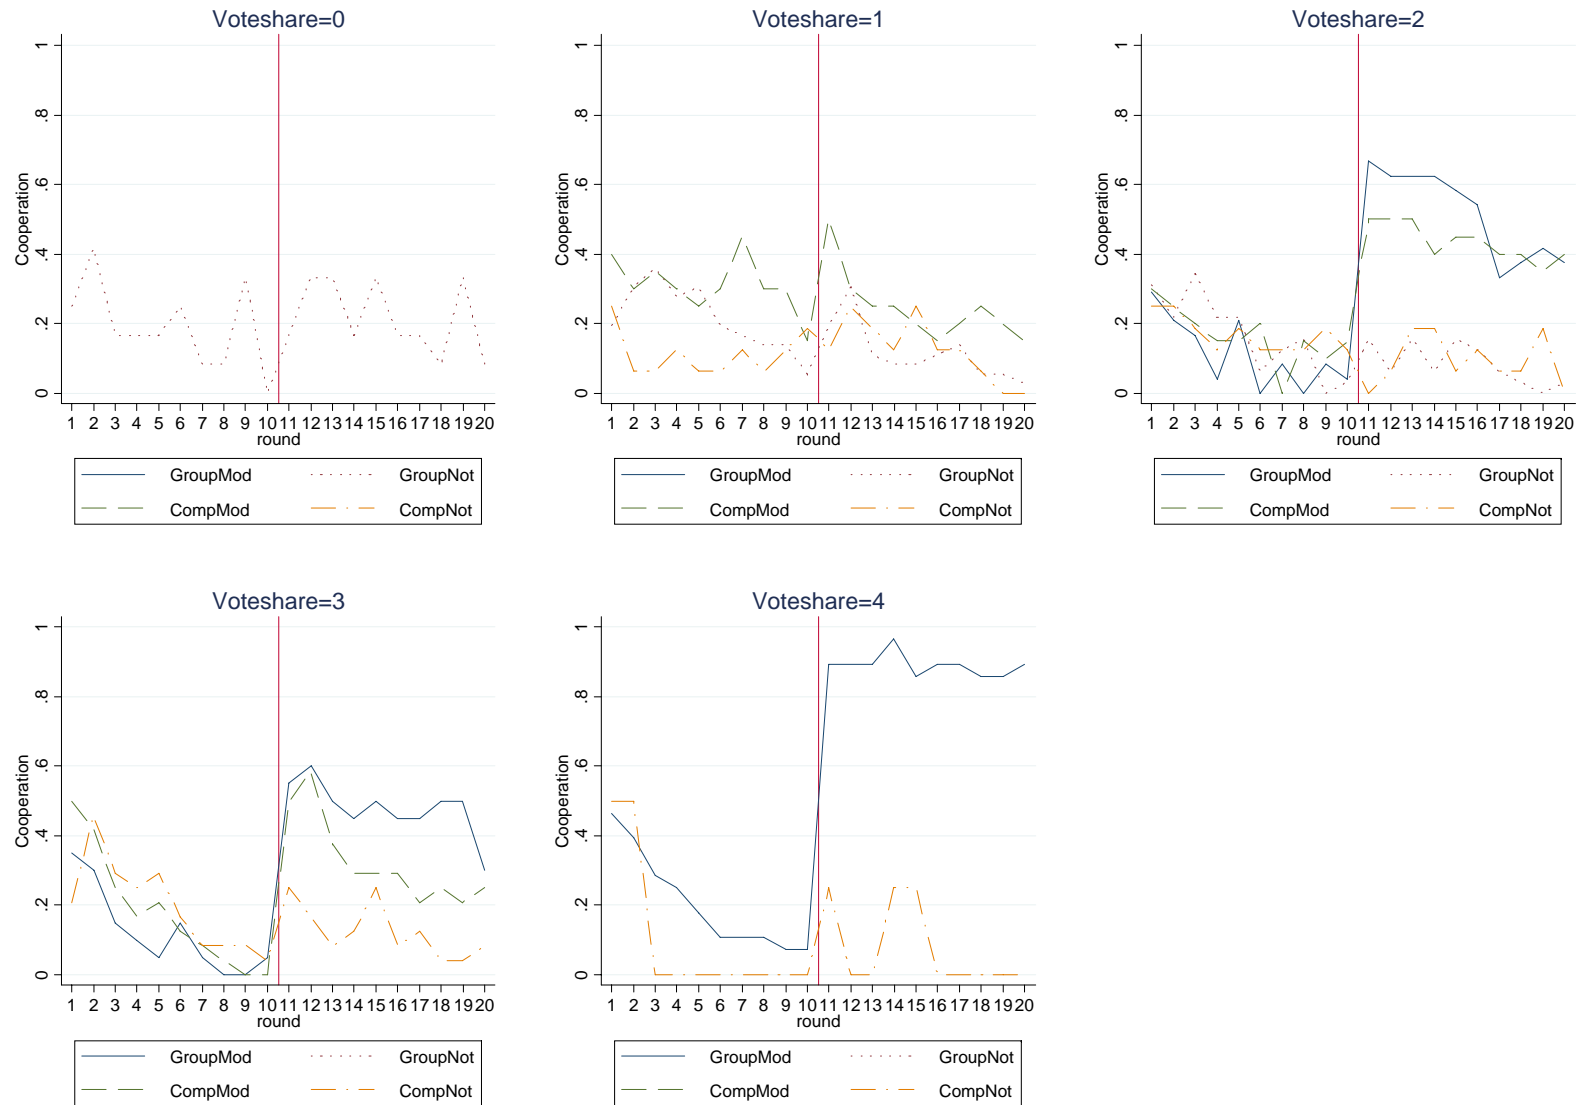 Voteshare=0
Voteshare=1
Voteshare=2
1
.8
.6
.4
.2
0
Cooperation
1 2 3 4 5 6 7 8 9 10 11 12 13 14 15 16 17 18 19 20
round
GroupMod GroupNot
CompMod CompNot
1
.8
.6
.4
.2
0
Cooperation
1 2 3 4 5 6 7 8 9 10 11 12 13 14 15 16 17 18 19 20
round
GroupMod GroupNot
CompMod CompNot
1
.8
.6
.4
.2
0
Cooperation
1 2 3 4 5 6 7 8 9 10 11 12 13 14 15 16 17 18 19 20
round
GroupMod GroupNot
CompMod CompNot
Voteshare=3
Voteshare=4
1
.8
.6
.4
.2
0
Cooperation
1 2 3 4 5 6 7 8 9 10 11 12 13 14 15 16 17 18 19 20
round
GroupMod GroupNot
CompMod CompNot
1
.8
.6
.4
.2
0
Cooperation
1 2 3 4 5 6 7 8 9 10 11 12 13 14 15 16 17 18 19 20
round
GroupMod GroupNot
CompMod CompNot